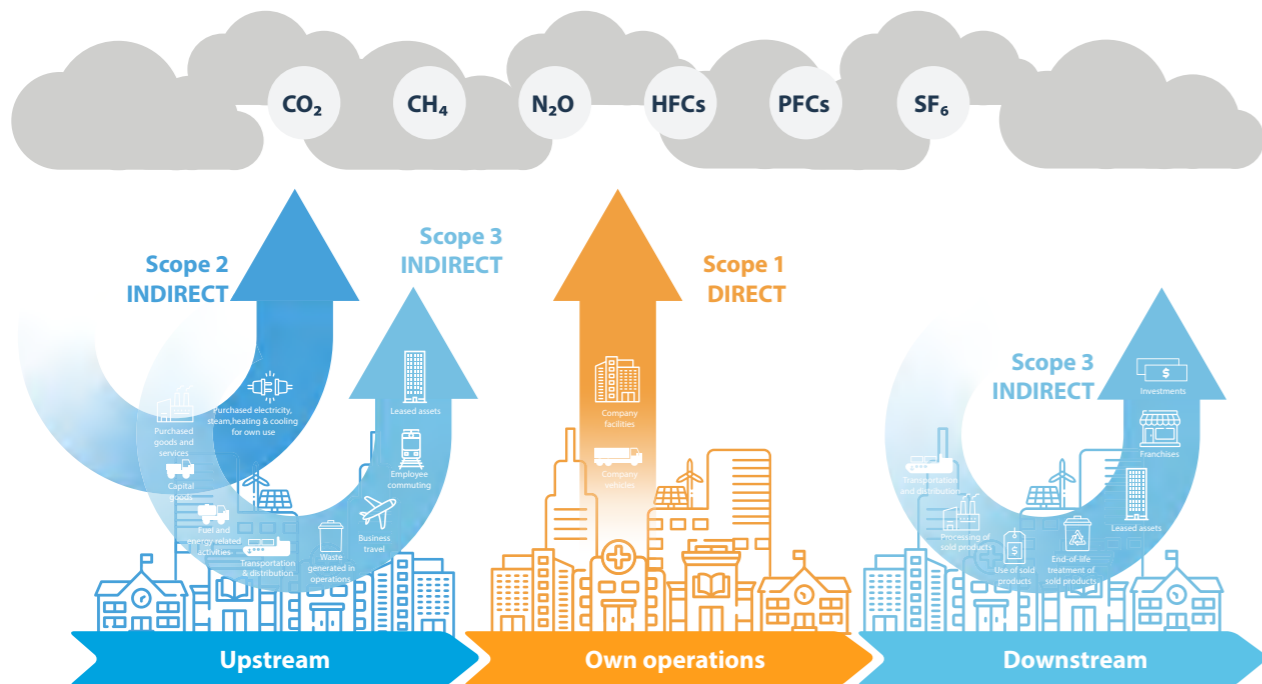 CO₂
CH₄
N₂O
HFCs
PFCs
SF₆
Scope 2
INDIRECT
Scope 3
INDIRECT
Scope 1
DIRECT
Scope 3
INDIRECT
Purchased electricity,
steam,heating & cooling
for own use
Purchased
goods and
services
Capital
goods
Fuel and
energy related
activities
Transportation
& distribution
Waste
generated in
operations
Business
travel
Employee
commuting
Leased assets
Company
facilities
Company
vehicles
Transportation
and distribution
Processing of
sold products
$
Use of sold
products
End-of-life
treatment of
sold products
Leased assets
Franchises
$
Investments
Upstream
Own operations
Downstream